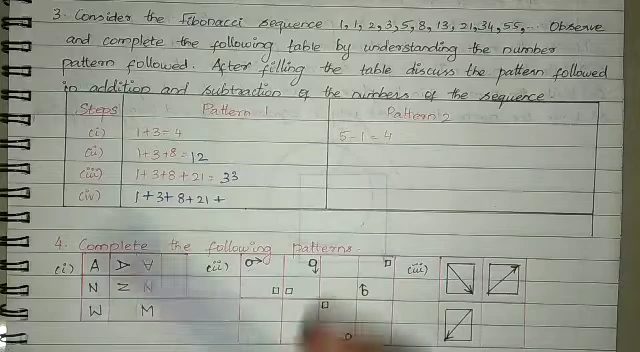 3. Consider the Fibonacci sequence 1,1,2,3,5,8,13,21,34,55,... Observe
and complete the following table by understanding the number
pattern followed. After filling the table discuss the pattern followed
in addition and subtraction of the numbers of the sequence.
Steps Pattern 1 Pattern 2
(i) 1+3=4 5-1=4
(ii) 1+3+8=12
(iii) 1+3+8+21=33
(iv) 1+3+8+21+
4. Complete the following patterns.
(i) A A A (ii) (iii)
N Z N
W M